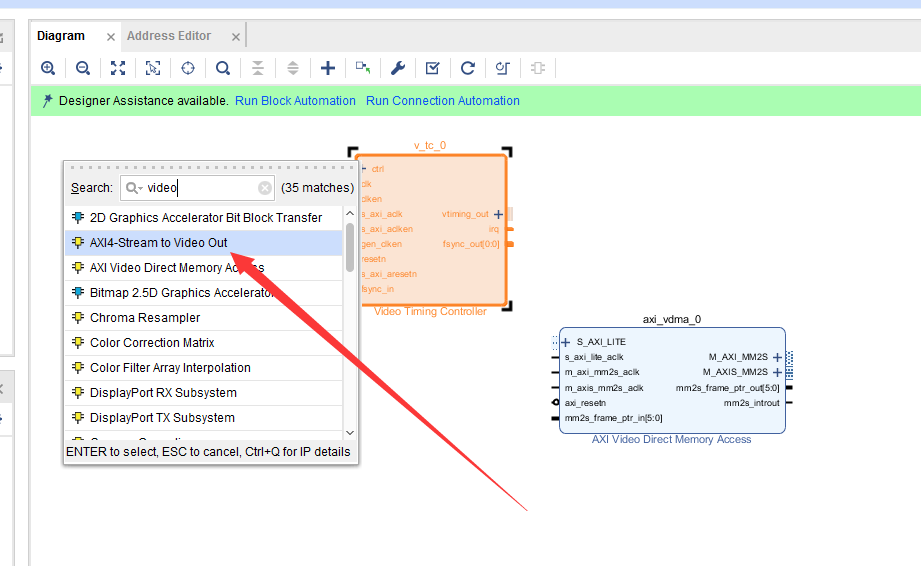 Diagram
Address Editor
Designer Assistance available. Run Block Automation Run Connection Automation
v_tc_0
ctrl
s_axi_aclk
vtiming_out
s_axi_adken
irq
gen_dken
fsync_out[0:0]
resetn
s_axi_aresetn
fsync_in
Video Timing Controller
Search: video (35 matches)
2D Graphics Accelerator Bit Block Transfer
AXI4-Stream to Video Out
AXI Video Direct Memory Access
Bitmap 2.5D Graphics Accelerator
Chroma Resampler
Color Correction Matrix
Color Filter Array Interpolation
DisplayPort RX Subsystem
DisplayPort TX Subsystem
ENTER to select, ESC to cancel, Ctrl+Q for IP details
axi_vdma_0
S_AXI_LITE
s_axi_lite_aclk
M_AXI_MM2S
m_axi_mm2s_aclk
M_AXIS_MM2S
m_axis_mm2s_aclk
mm2s_frame_ptr_out[5:0]
axi_resetn
mm2s_introut
mm2s_frame_ptr_in[5:0]
AXI Video Direct Memory Access